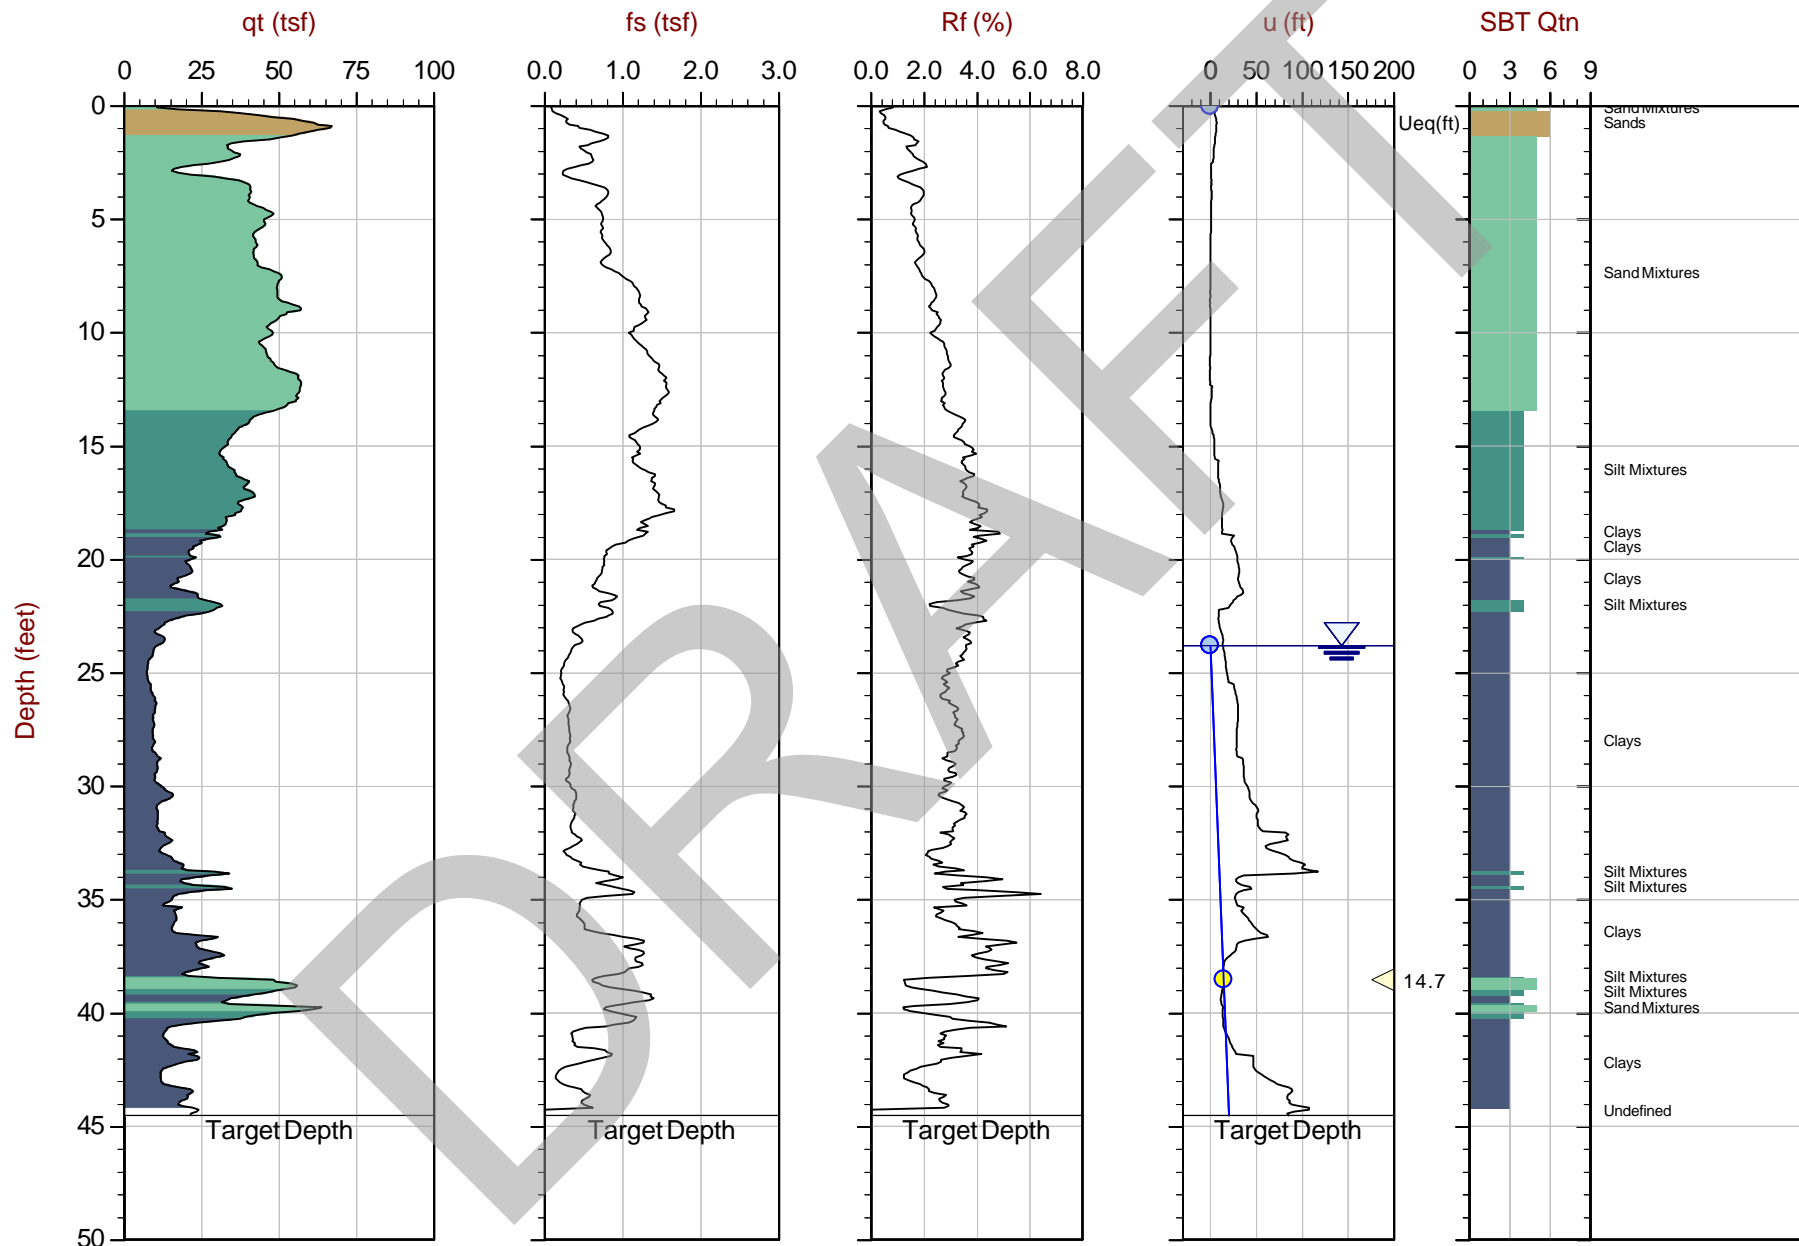 qt (tsf) fs (tsf) Rf (%) u (ft) SBT Qtn
0 25 50 75 100 0.0 1.0 2.0 3.0 0.0 2.0 4.0 6.0 8.0 0 50 100 150 200 0 3 6 9
0
5
10
15
20
25
30
35
40
45
50
Depth (feet)
Ueq(ft)
14.7
Target Depth Target Depth Target Depth Target Depth
Sand Mixtures
Sands
Sand Mixtures
Silt Mixtures
Clays
Clays
Clays
Silt Mixtures
Clays
Silt Mixtures
Silt Mixtures
Clays
Silt Mixtures
Silt Mixtures
Sand Mixtures
Clays
Undefined
DRAFT